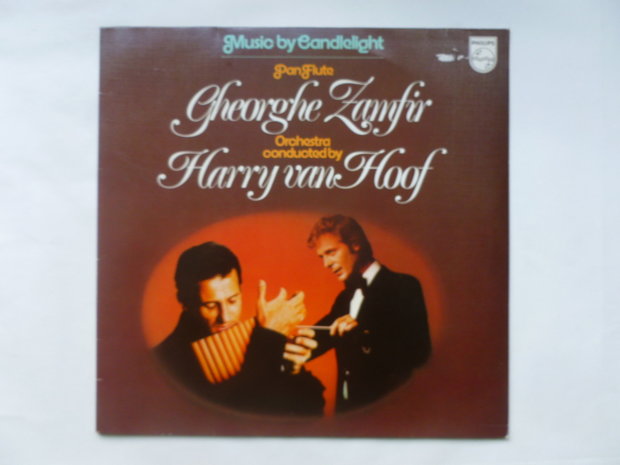 Music by Candlelight
PHILIPS
Pan Flute
Gheorghe Zamfir
Orchestra
conducted by
Harry van Hoof